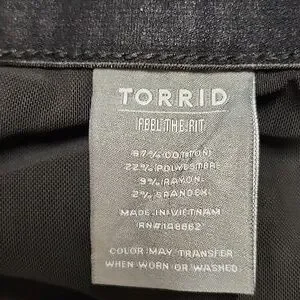 TORRID
FEEL THE FIT
67% COTTON
22% POLYESTER
9% RAYON
2% SPANDEX
MADE IN VIETNAM
RN#148662
COLOR MAY TRANSFER
WHEN WORN OR WASHED